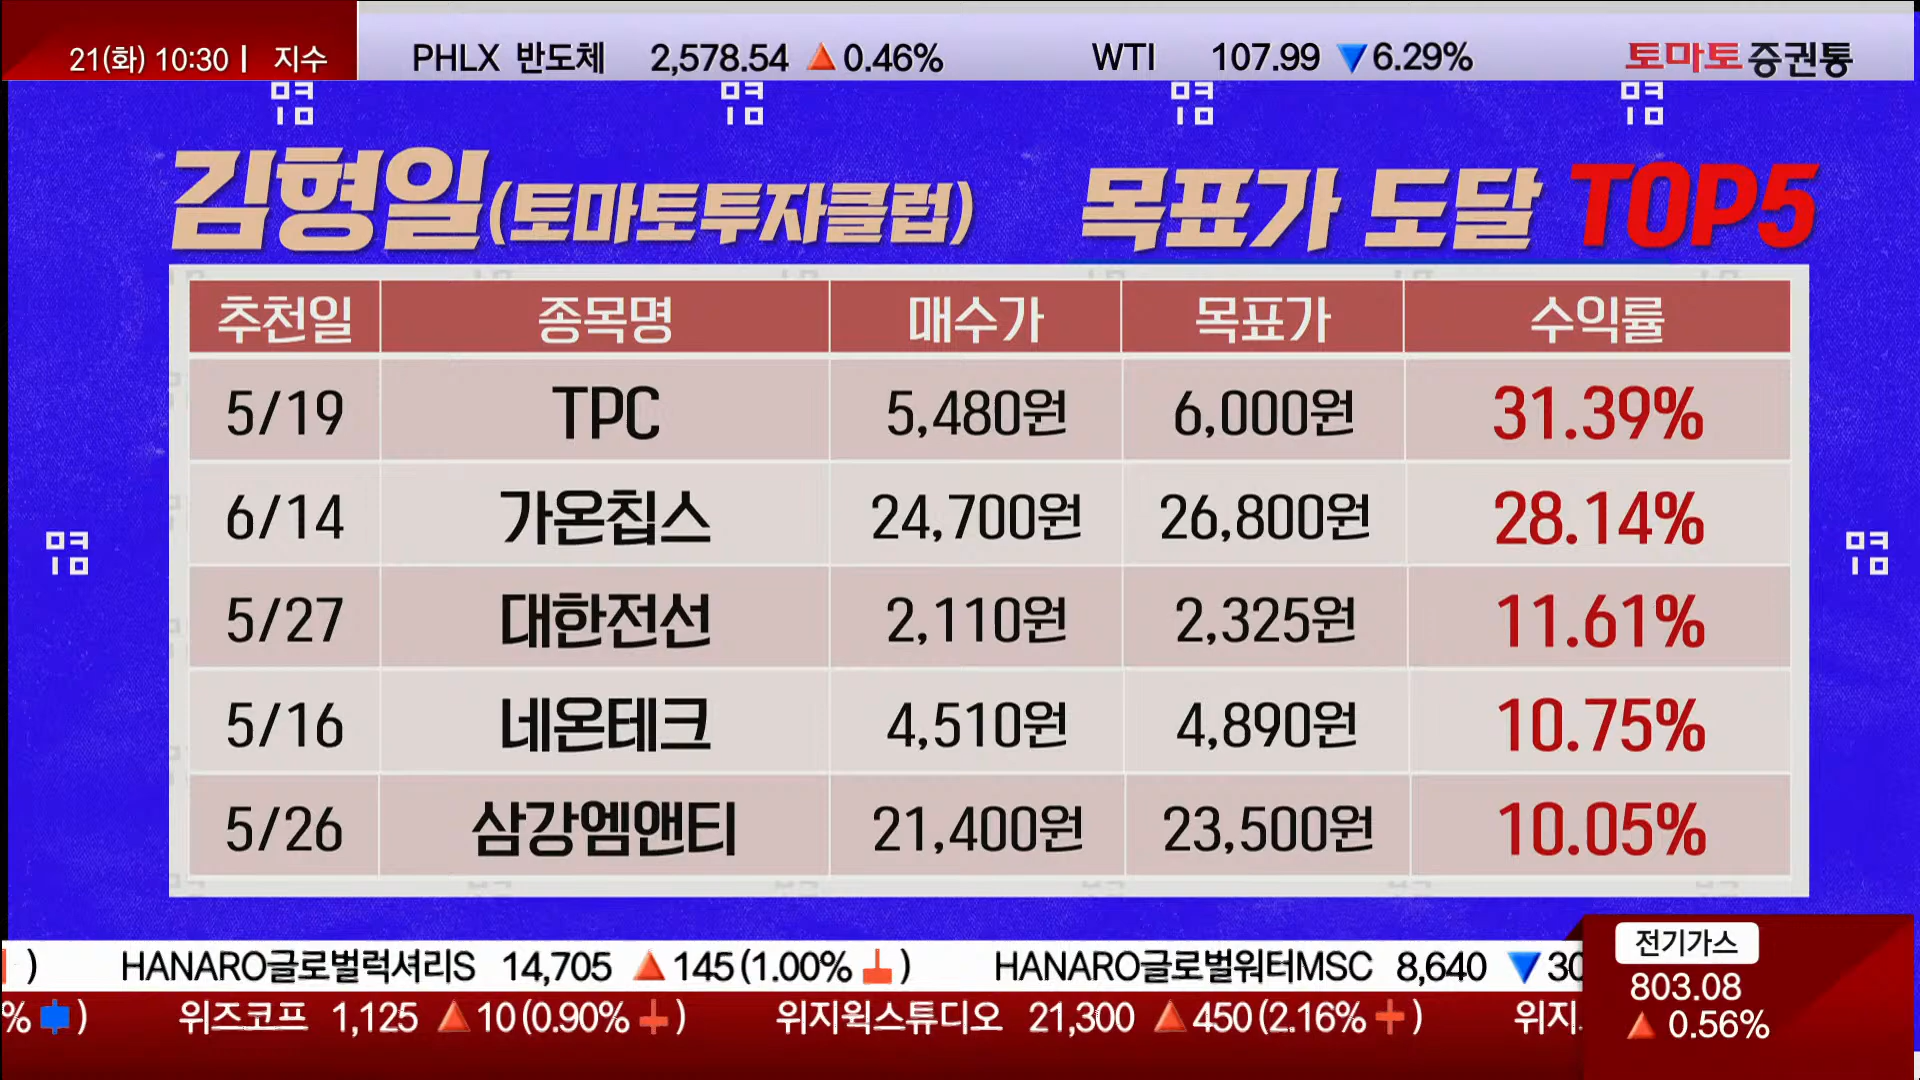 21(화) 10:30 | 지수 PHLX 반도체 2,578.54 ▲0.46% WTI 107.99 ▼6.29% 토마토증권통
김형일(토마토투자클럽) 목표가 도달 TOP5
추천일 종목명 매수가 목표가 수익률
5/19 TPC 5,480원 6,000원 31.39%
6/14 가온칩스 24,700원 26,800원 28.14%
5/27 대한전선 2,110원 2,325원 11.61%
5/16 네온테크 4,510원 4,890원 10.75%
5/26 삼강엠앤티 21,400원 23,500원 10.05%
) HANARO글로벌럭셔리S 14,705 ▲145(1.00% ) HANARO글로벌워터MSC 8,640 ▼30
% ) 위즈코프 1,125 ▲10(0.90% ) 위지윅스튜디오 21,300 ▲450(2.16% ) 위지
전기가스
803.08
▲ 0.56%